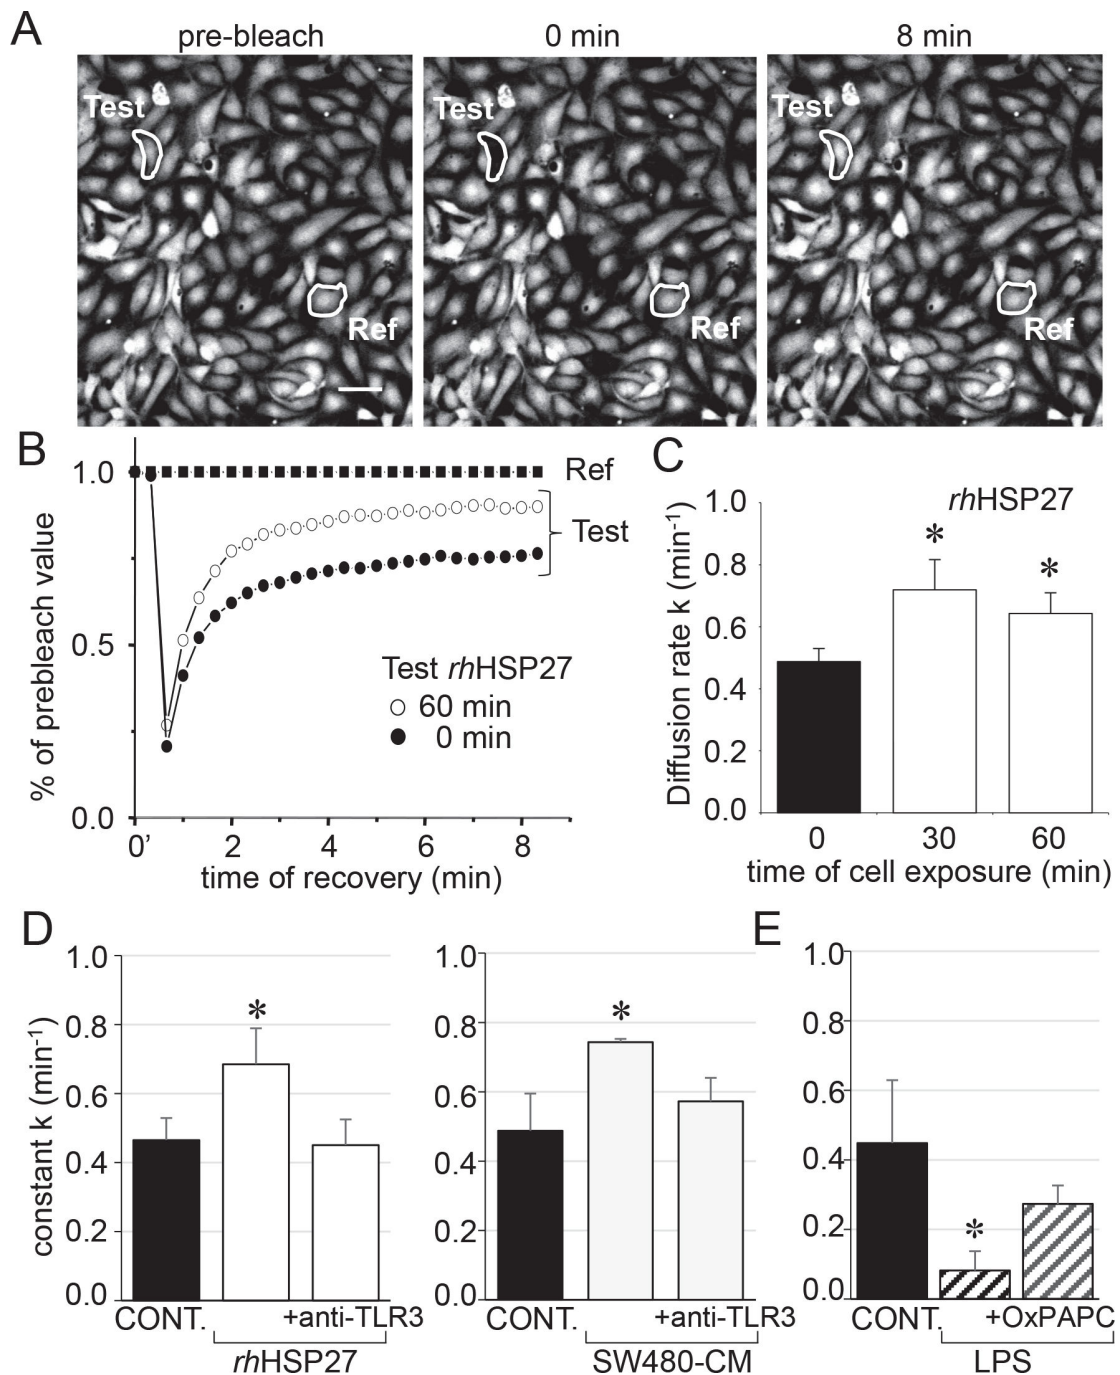 A
pre-bleach
0 min
8 min
Test
Test
Test
Ref
Ref
Ref
B
% of prebleach value
1.0
0.5
0.0
0'
2
4
6
8
time of recovery (min)
Ref
Test
Test rhHSP27
60 min
0 min
C
Diffusion rate k (min-1)
1.0
0.8
0.6
0.4
0.2
0.0
rhHSP27
*
*
0
30
60
time of cell exposure (min)
D
constant k (min-1)
1.0
0.8
0.6
0.4
0.2
0.0
*
CONT.
+anti-TLR3
rhHSP27
1.0
0.8
0.6
0.4
0.2
0.0
*
CONT.
+anti-TLR3
SW480-CM
E
1.0
0.8
0.6
0.4
0.2
0.0
*
CONT.
+OxPAPC
LPS